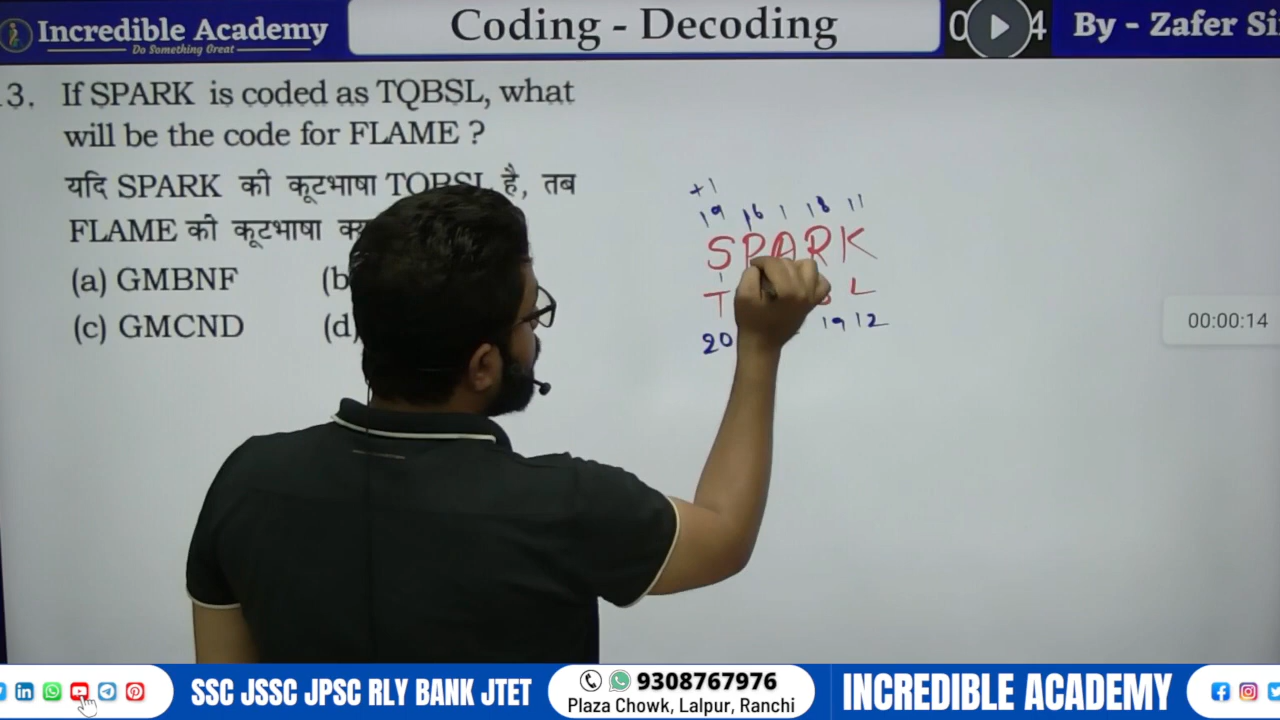 Incredible Academy
Do Something Great
Coding - Decoding
By - Zafer
3. If SPARK is coded as TQBSL, what
will be the code for FLAME ?
यदि SPARK की कूटभाषा TQBSL है, तब
FLAME की कूटभाषा
(a) GMBNF
(c) GMCND (d)
+1
19 16 1 18 11
SPARK
T L
20 19 12
00:00:14
SSC JSSC JPSC RLY BANK JTET
9308767976
Plaza Chowk, Lalpur, Ranchi
INCREDIBLE ACADEMY